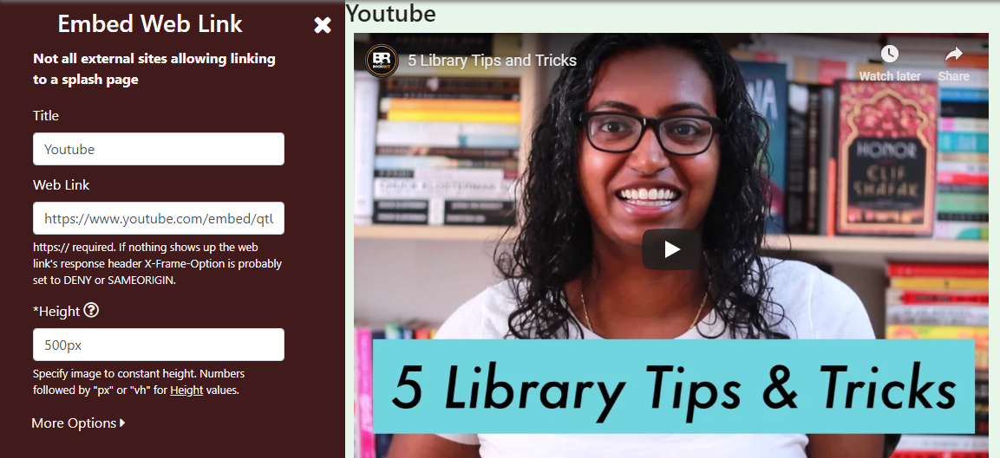 Embed Web Link
Not all external sites allowing linking
to a splash page
Title
Youtube
Web Link
https://www.youtube.com/embed/qtU
https:// required. If nothing shows up the web
link's response header X-Frame-Option is probably
set to DENY or SAMEORIGIN.
*Height
500px
Specify image to constant height. Numbers
followed by "px" or "vh" for Height values.
More Options
Youtube
BR
5 Library Tips and Tricks
Watch later
Share
HONOR
ELIF
SHAFAK
CHUCK KLOSTERMAN
5 Library Tips & Tricks